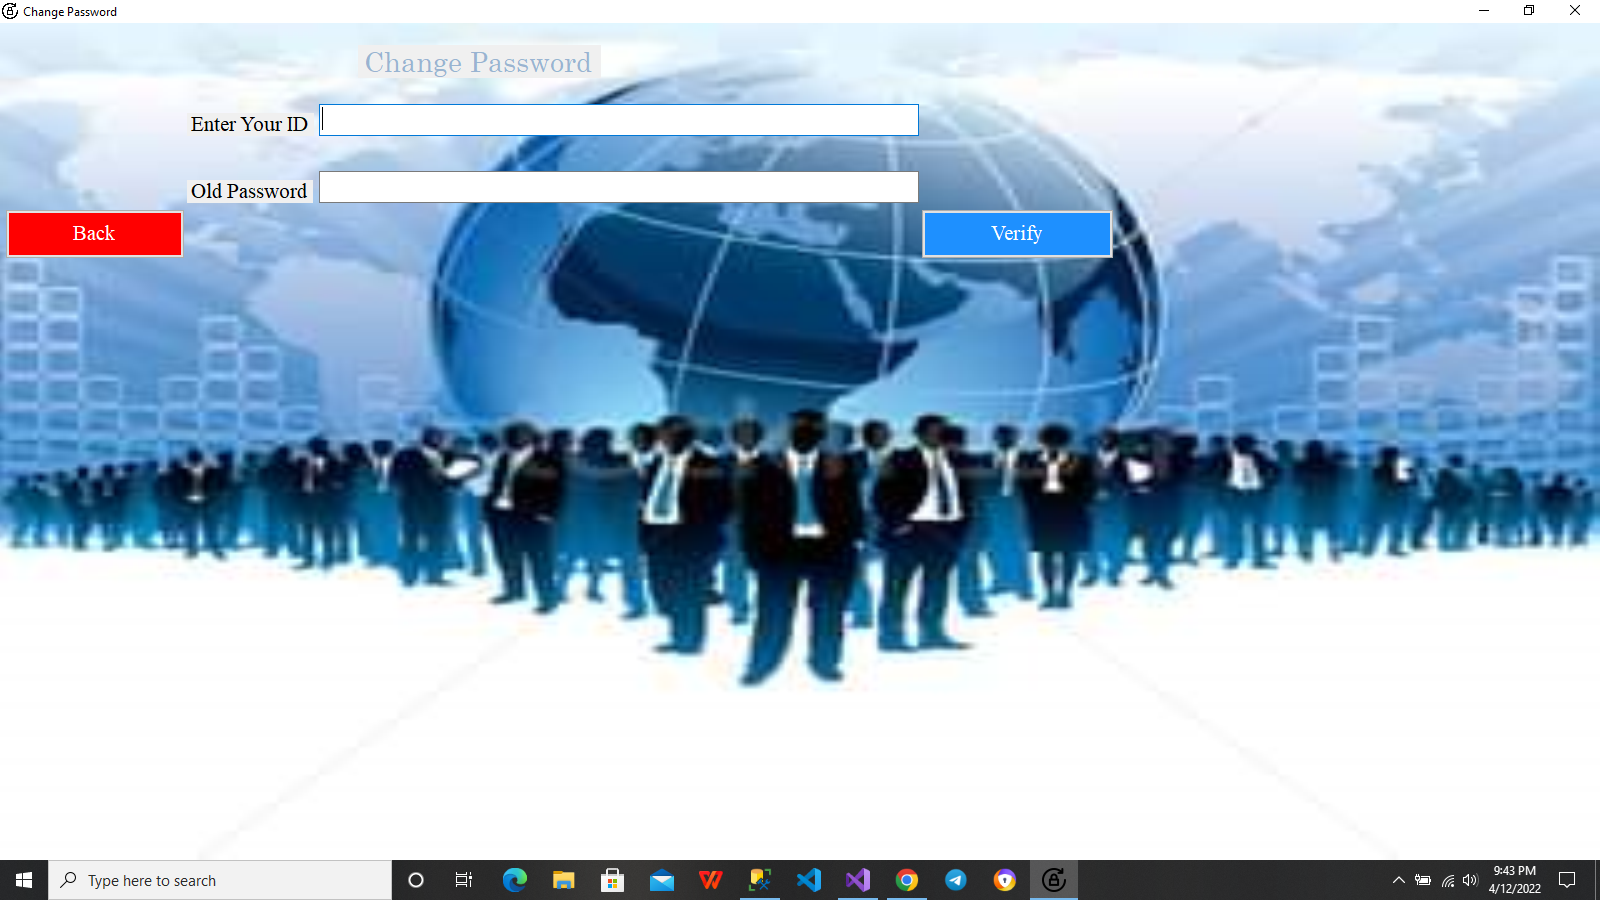 Change Password
Change Password
Enter Your ID
Old Password
Back
Verify
Type here to search
9:43 PM
4/12/2022